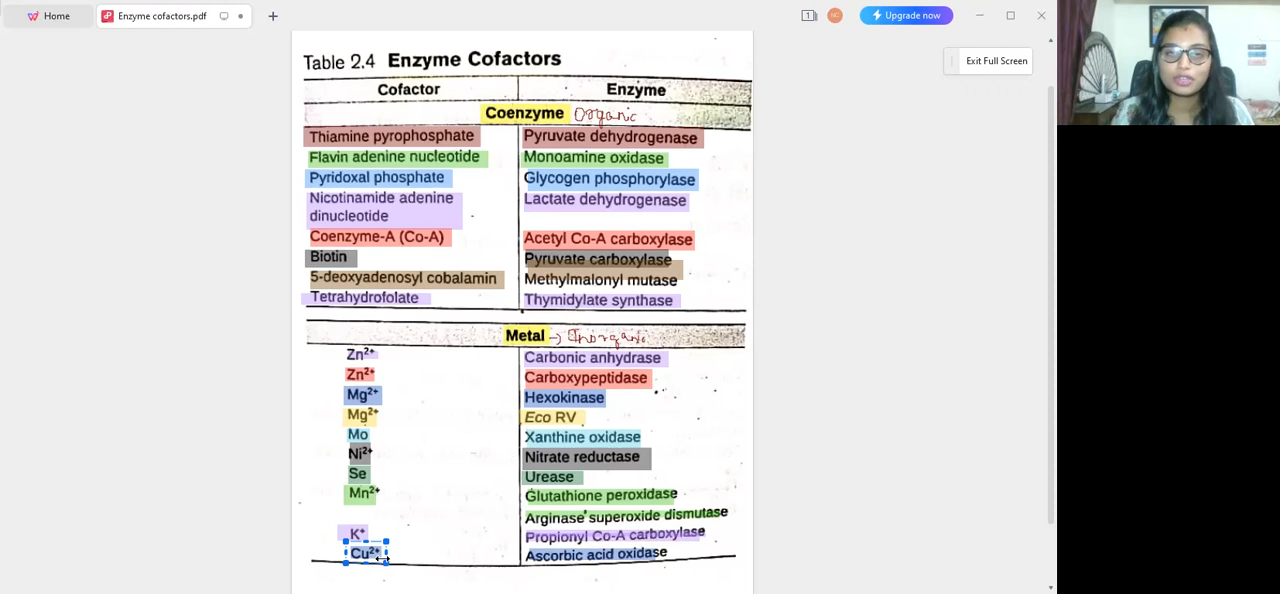 Home
Enzyme cofactors.pdf
1
NC
Upgrade now
Exit Full Screen
Table 2.4 Enzyme Cofactors
Cofactor Enzyme
Coenzyme Organic
Thiamine pyrophosphate Pyruvate dehydrogenase
Flavin adenine nucleotide Monoamine oxidase
Pyridoxal phosphate Glycogen phosphorylase
Nicotinamide adenine Lactate dehydrogenase
dinucleotide
Coenzyme-A (Co-A) Acetyl Co-A carboxylase
Biotin Pyruvate carboxylase
5-deoxyadenosyl cobalamin Methylmalonyl mutase
Tetrahydrofolate Thymidylate synthase
Metal → Inorganic
Zn²⁺ Carbonic anhydrase
Zn²⁺ Carboxypeptidase
Mg²⁺ Hexokinase
Mg²⁺ Eco RV
Mo Xanthine oxidase
Ni²⁺ Nitrate reductase
Se Urease
Mn²⁺ Glutathione peroxidase
Arginase superoxide dismutase
K⁺ Propionyl Co-A carboxylase
Cu²⁺ Ascorbic acid oxidase